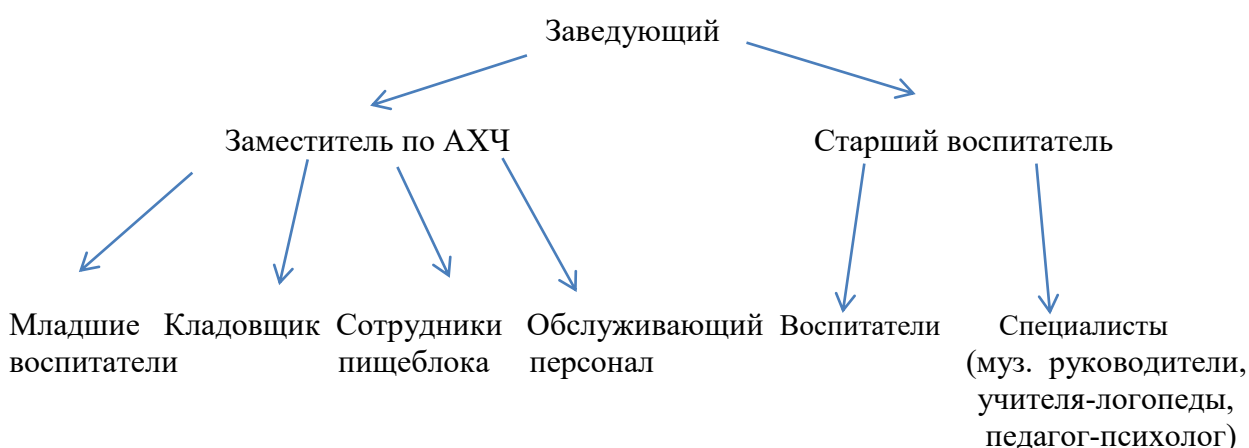 Заведующий
Заместитель по АХЧ Старший воспитатель
Младшие Кладовщик Сотрудники Обслуживающий Воспитатели Специалисты
воспитатели пищеблока персонал (муз. руководители,
учителя-логопеды,
педагог-психолог)